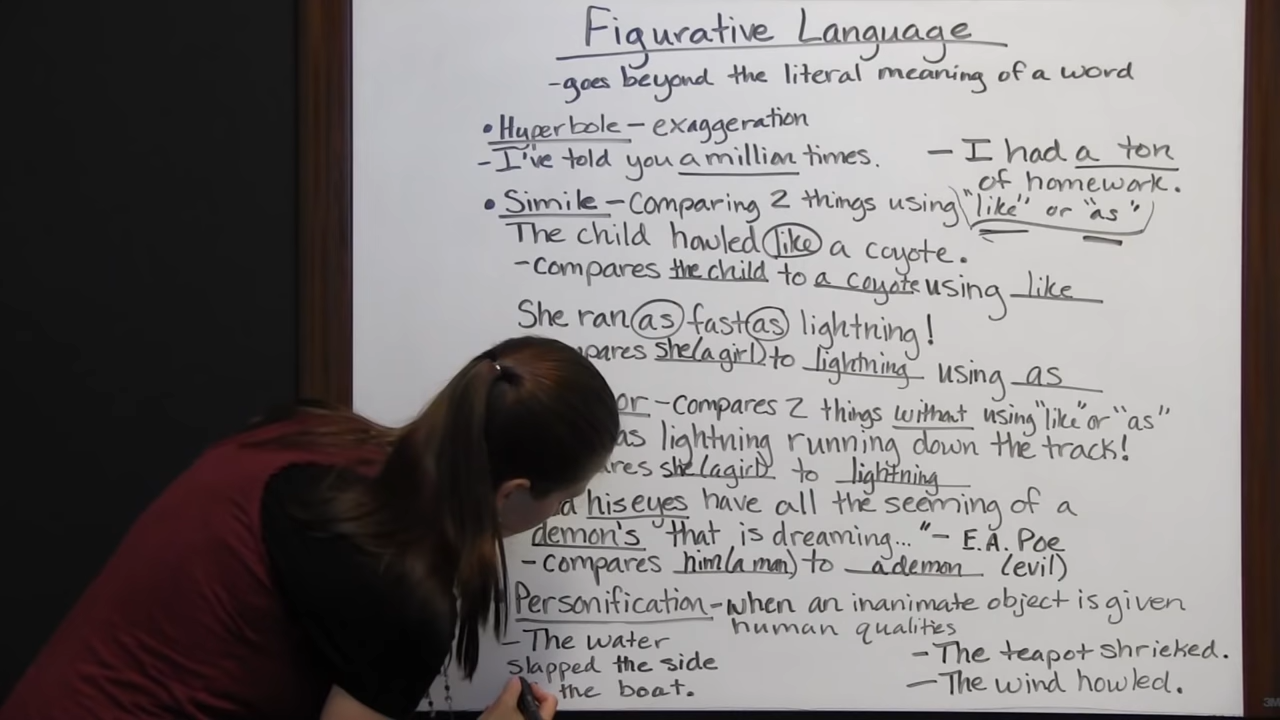 Figurative Language
-goes beyond the literal meaning of a word
•Hyperbole - exaggeration
- I've told you a million times.
- I had a ton
of homework.
• Simile - Comparing 2 things using "like" or "as"
The child howled like a coyote.
- compares the child to a coyote using like
She ran as fast as lightning!
pares she(a girl) to lightning using as
or - compares 2 things without using "like" or "as"
as lightning running down the track!
res she(a girl) to lightning
his eyes have all the seeming of a
demon's that is dreaming..." - E.A. Poe
- compares him(a man) to a demon (evil)
Personification - when an inanimate object is given
human qualities
- The water
slapped the side
the boat.
- The teapot shrieked.
- The wind howled.